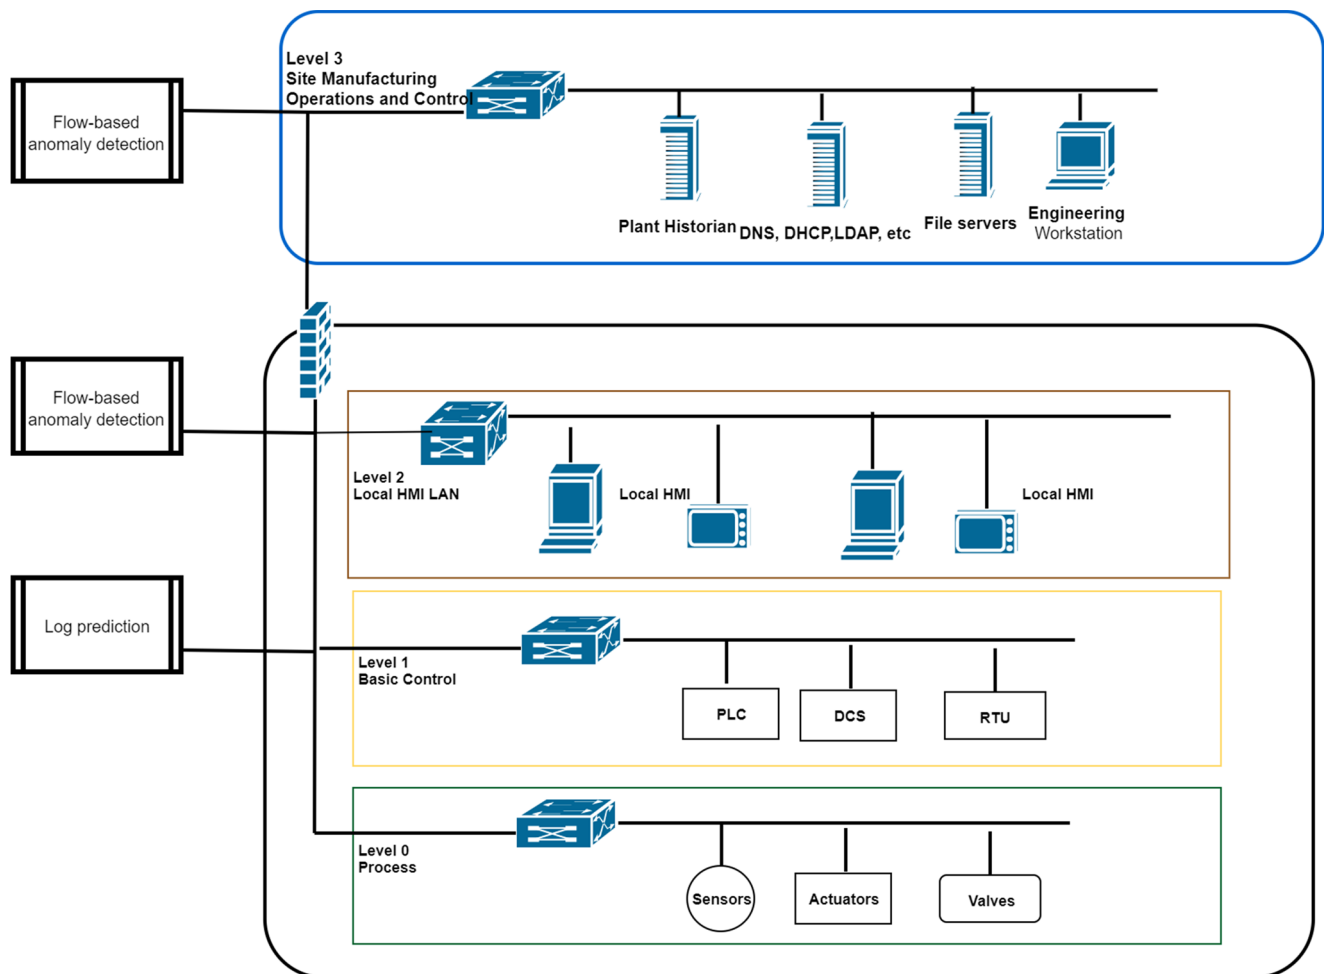 Level 3
Site Manufacturing
Operations and Control
Flow-based
anomaly detection
Plant Historian
DNS, DHCP,LDAP, etc
File servers
Engineering
Workstation
Flow-based
anomaly detection
Level 2
Local HMI LAN
Local HMI
Local HMI
Log prediction
Level 1
Basic Control
PLC
DCS
RTU
Level 0
Process
Sensors
Actuators
Valves